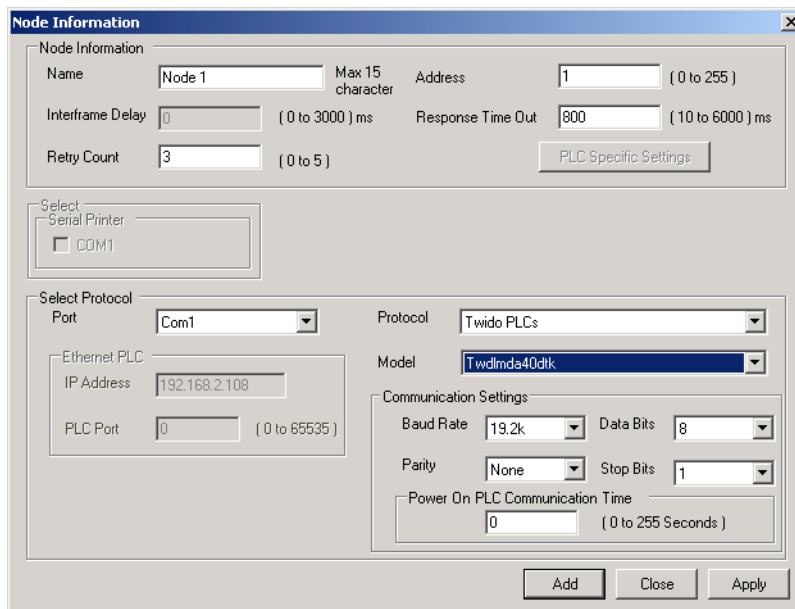 Node Information
Node Information
Name
Node 1
Max 15
character
Address
1
( 0 to 255 )
Interframe Delay
0
( 0 to 3000 ) ms
Response Time Out
800
( 10 to 6000 ) ms
Retry Count
3
( 0 to 5 )
PLC Specific Settings
Select
Serial Printer
COM1
Select Protocol
Port
Com1
Protocol
Twido PLCs
Ethernet PLC
IP Address
192.168.2.108
PLC Port
0
( 0 to 65535 )
Model
Twdlmda40dtk
Communication Settings
Baud Rate
19.2k
Data Bits
8
Parity
None
Stop Bits
1
Power On PLC Communication Time
0
( 0 to 255 Seconds )
Add
Close
Apply